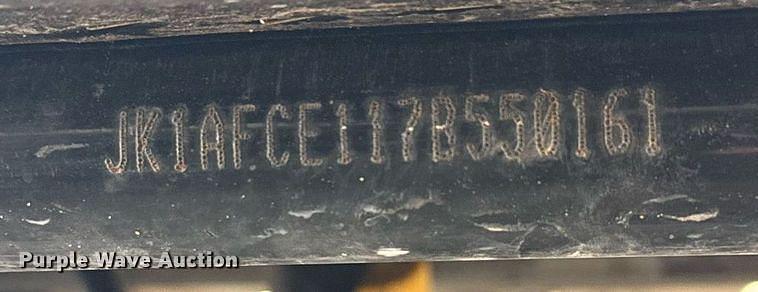 JK1AFCE117B550161
Purple Wave Auction